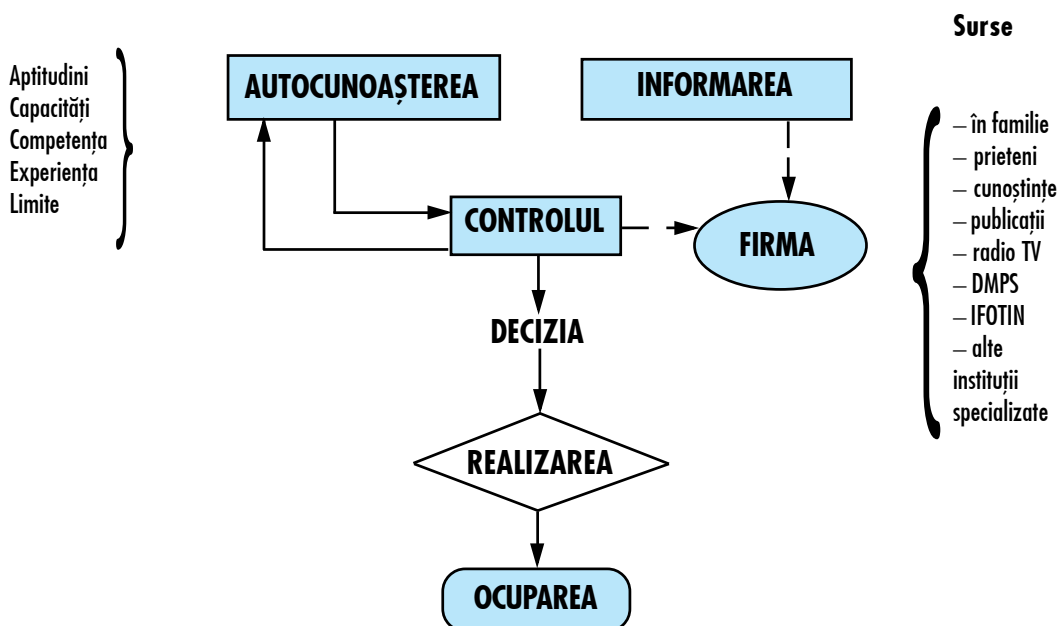 Surse
Aptitudini
Capacități
Competența
Experiența
Limite
AUTOCUNOAȘTEREA
INFORMAREA
– în familie
– prieteni
– cunoștințe
– publicații
– radio TV
– DMPS
– IFOTIN
– alte
instituții
specializate
CONTROLUL
FIRMA
DECIZIA
REALIZAREA
OCUPAREA